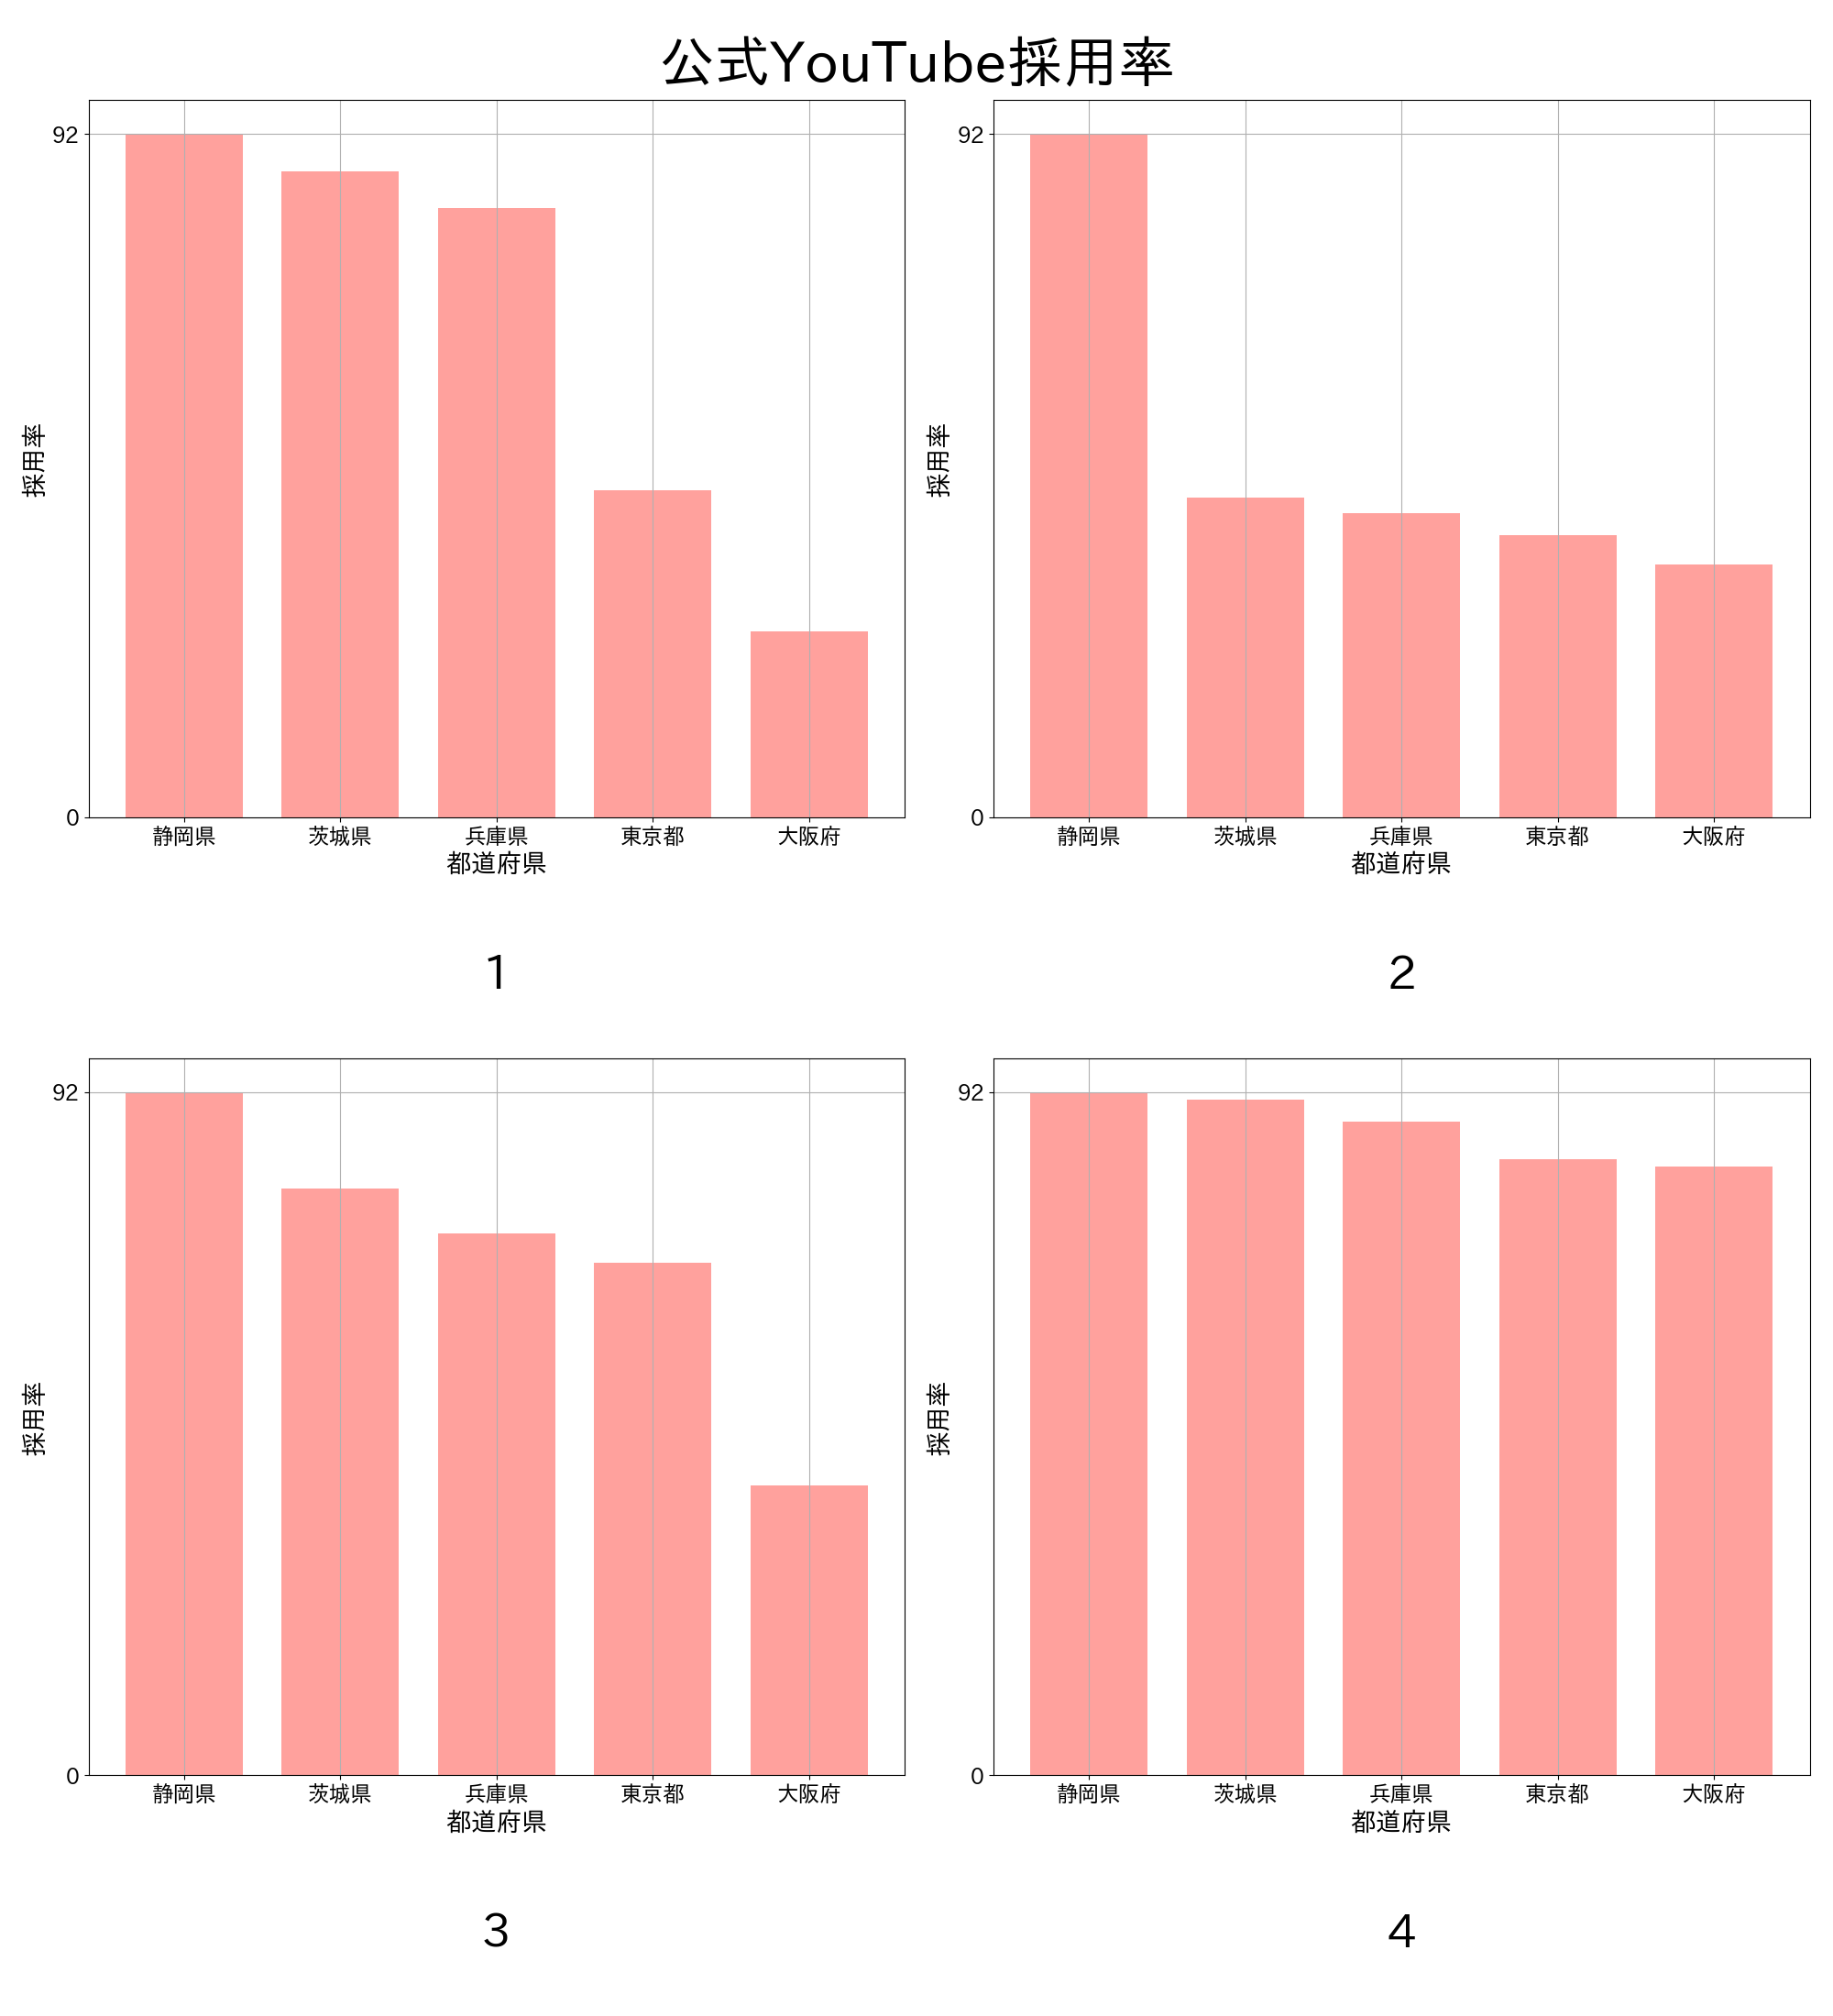 公式YouTube採用率
92
採用率
0
静岡県 茨城県 兵庫県 東京都 大阪府
都道府県
1
92
採用率
0
静岡県 茨城県 兵庫県 東京都 大阪府
都道府県
2
92
採用率
0
静岡県 茨城県 兵庫県 東京都 大阪府
都道府県
3
92
採用率
0
静岡県 茨城県 兵庫県 東京都 大阪府
都道府県
4